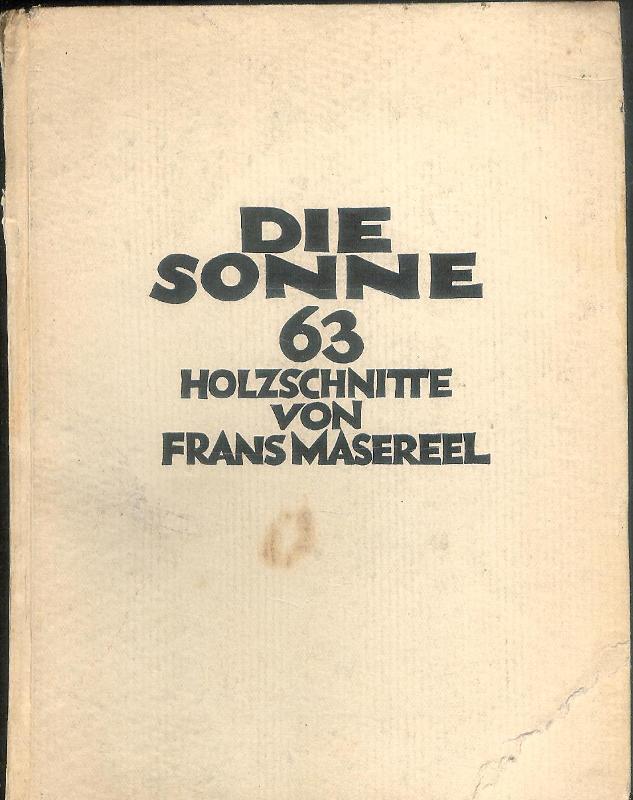 DIE
SONNE
63
HOLZSCHNITTE
VON
FRANS MASEREEL